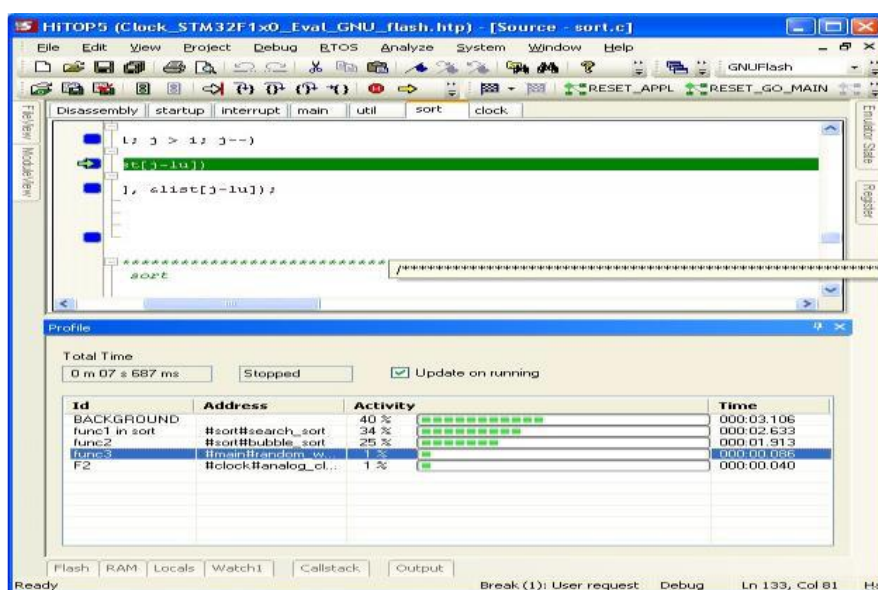 HiTOP5 (Clock_STM32F1x0_Eval_GNU_flash.htp) - [Source - sort.c]
File Edit View Project Debug RTOS Analyze System Window Help
GNUFlash
RESET_APPL RESET_GO_MAIN
FileView ModuleView
Disassembly startup interrupt main util sort clock
Emulator State
Register
1; j > i; j--)
st[j-1u])
], &list[j-1u]);
*****************************
sort
Profile
Total Time
0 m 07 s 687 ms Stopped Update on running
Id Address Activity Time
BACKGROUND 40 % 000:03.106
func1 in sort #sort#search_sort 34 % 000:02.633
func2 #sort#bubble_sort 25 % 000:01.913
func3 #main#random_w... 1 % 000:00.086
F2 #clock#analog_cl... 1 % 000:00.040
Flash RAM Locals Watch1 Callstack Output
Ready Break (1): User request Debug Ln 133, Col 81